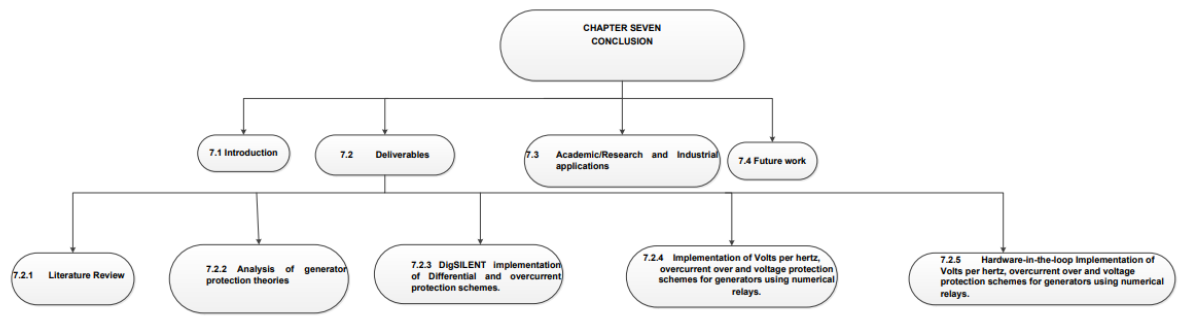 CHAPTER SEVEN
CONCLUSION
7.1 Introduction
7.2 Deliverables
7.3 Academic/Research and Industrial
applications
7.4 Future work
7.2.1 Literature Review
7.2.2 Analysis of generator
protection theories
7.2.3 DigSILENT implementation
of Differential and overcurrent
protection schemes.
7.2.4 Implementation of Volts per hertz,
overcurrent over and voltage protection
schemes for generators using numerical
relays.
7.2.5 Hardware-in-the-loop Implementation of
Volts per hertz, overcurrent over and voltage
protection schemes for generators using numerical
relays.